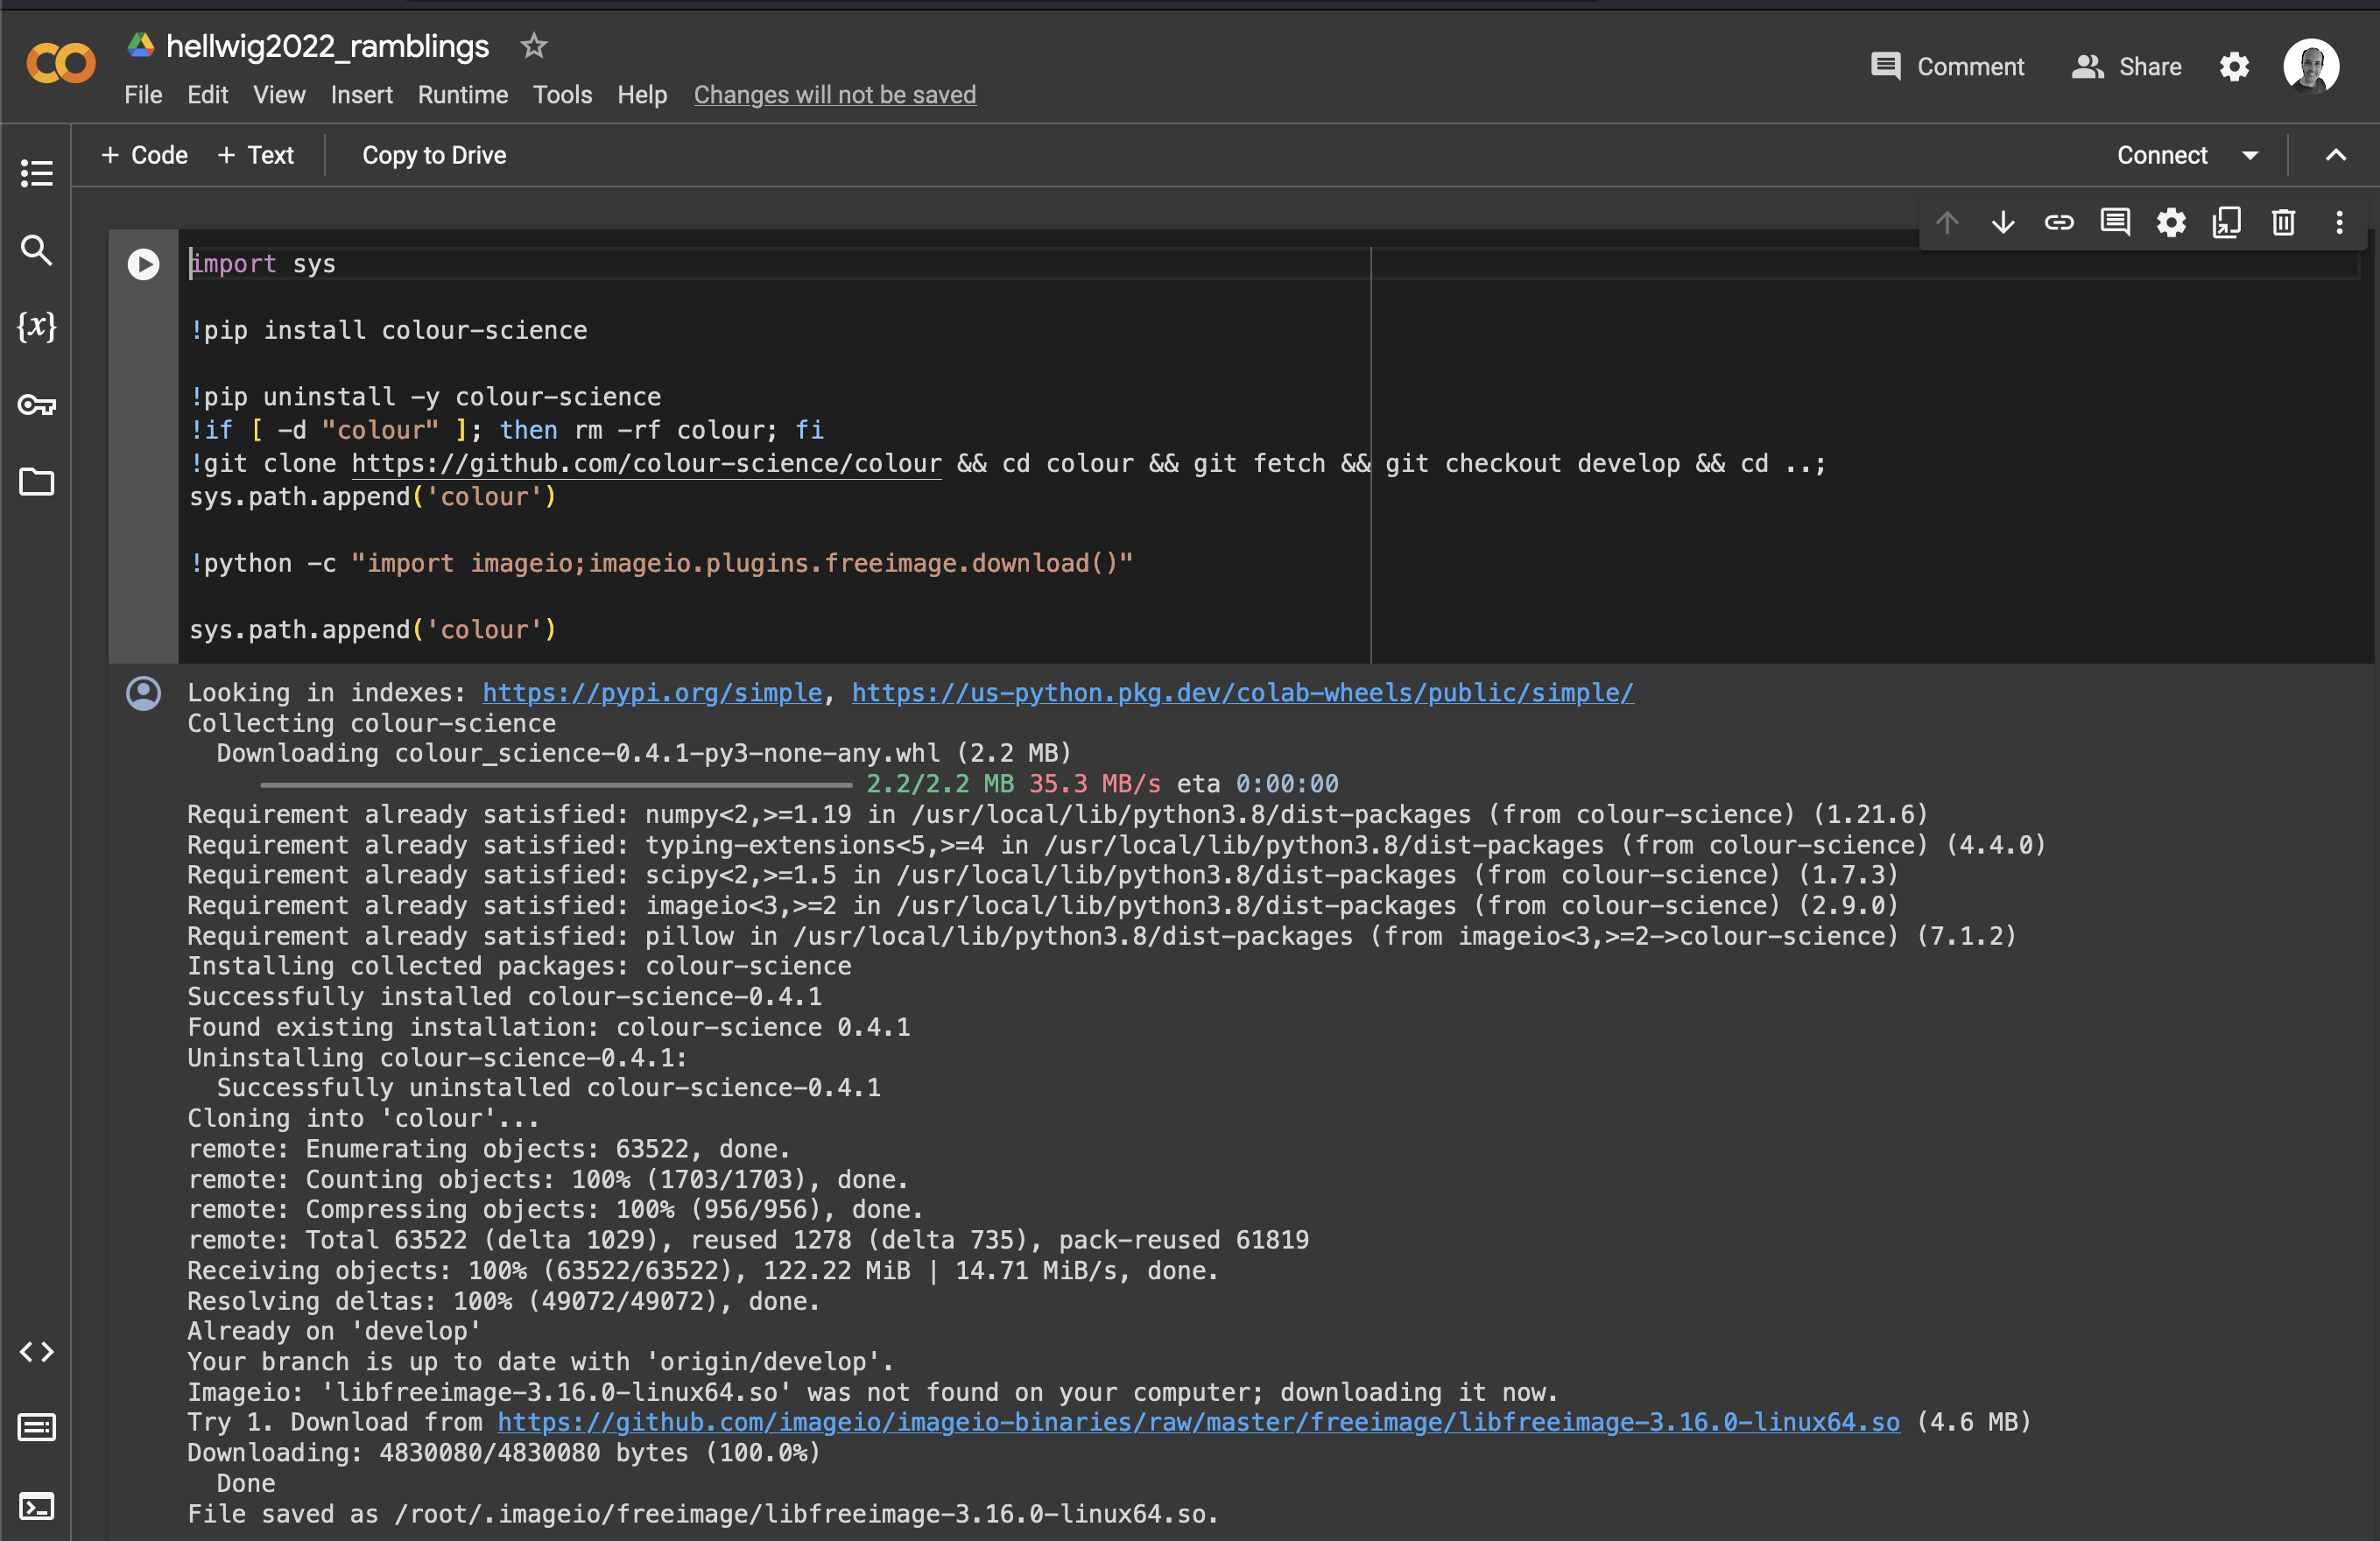 hellwig2022_ramblings
File Edit View Insert Runtime Tools Help Changes will not be saved
Comment Share
+ Code + Text Copy to Drive
Connect
import sys
!pip install colour-science
!pip uninstall -y colour-science
!if [ -d "colour" ]; then rm -rf colour; fi
!git clone https://github.com/colour-science/colour && cd colour && git fetch && git checkout develop && cd ..;
sys.path.append('colour')
!python -c "import imageio;imageio.plugins.freeimage.download()"
sys.path.append('colour')
Looking in indexes: https://pypi.org/simple, https://us-python.pkg.dev/colab-wheels/public/simple/
Collecting colour-science
  Downloading colour_science-0.4.1-py3-none-any.whl (2.2 MB)
2.2/2.2 MB 35.3 MB/s eta 0:00:00
Requirement already satisfied: numpy<2,>=1.19 in /usr/local/lib/python3.8/dist-packages (from colour-science) (1.21.6)
Requirement already satisfied: typing-extensions<5,>=4 in /usr/local/lib/python3.8/dist-packages (from colour-science) (4.4.0)
Requirement already satisfied: scipy<2,>=1.5 in /usr/local/lib/python3.8/dist-packages (from colour-science) (1.7.3)
Requirement already satisfied: imageio<3,>=2 in /usr/local/lib/python3.8/dist-packages (from colour-science) (2.9.0)
Requirement already satisfied: pillow in /usr/local/lib/python3.8/dist-packages (from imageio<3,>=2->colour-science) (7.1.2)
Installing collected packages: colour-science
Successfully installed colour-science-0.4.1
Found existing installation: colour-science 0.4.1
Uninstalling colour-science-0.4.1:
  Successfully uninstalled colour-science-0.4.1
Cloning into 'colour'...
remote: Enumerating objects: 63522, done.
remote: Counting objects: 100% (1703/1703), done.
remote: Compressing objects: 100% (956/956), done.
remote: Total 63522 (delta 1029), reused 1278 (delta 735), pack-reused 61819
Receiving objects: 100% (63522/63522), 122.22 MiB | 14.71 MiB/s, done.
Resolving deltas: 100% (49072/49072), done.
Already on 'develop'
Your branch is up to date with 'origin/develop'.
Imageio: 'libfreeimage-3.16.0-linux64.so' was not found on your computer; downloading it now.
Try 1. Download from https://github.com/imageio/imageio-binaries/raw/master/freeimage/libfreeimage-3.16.0-linux64.so (4.6 MB)
Downloading: 4830080/4830080 bytes (100.0%)
  Done
File saved as /root/.imageio/freeimage/libfreeimage-3.16.0-linux64.so.